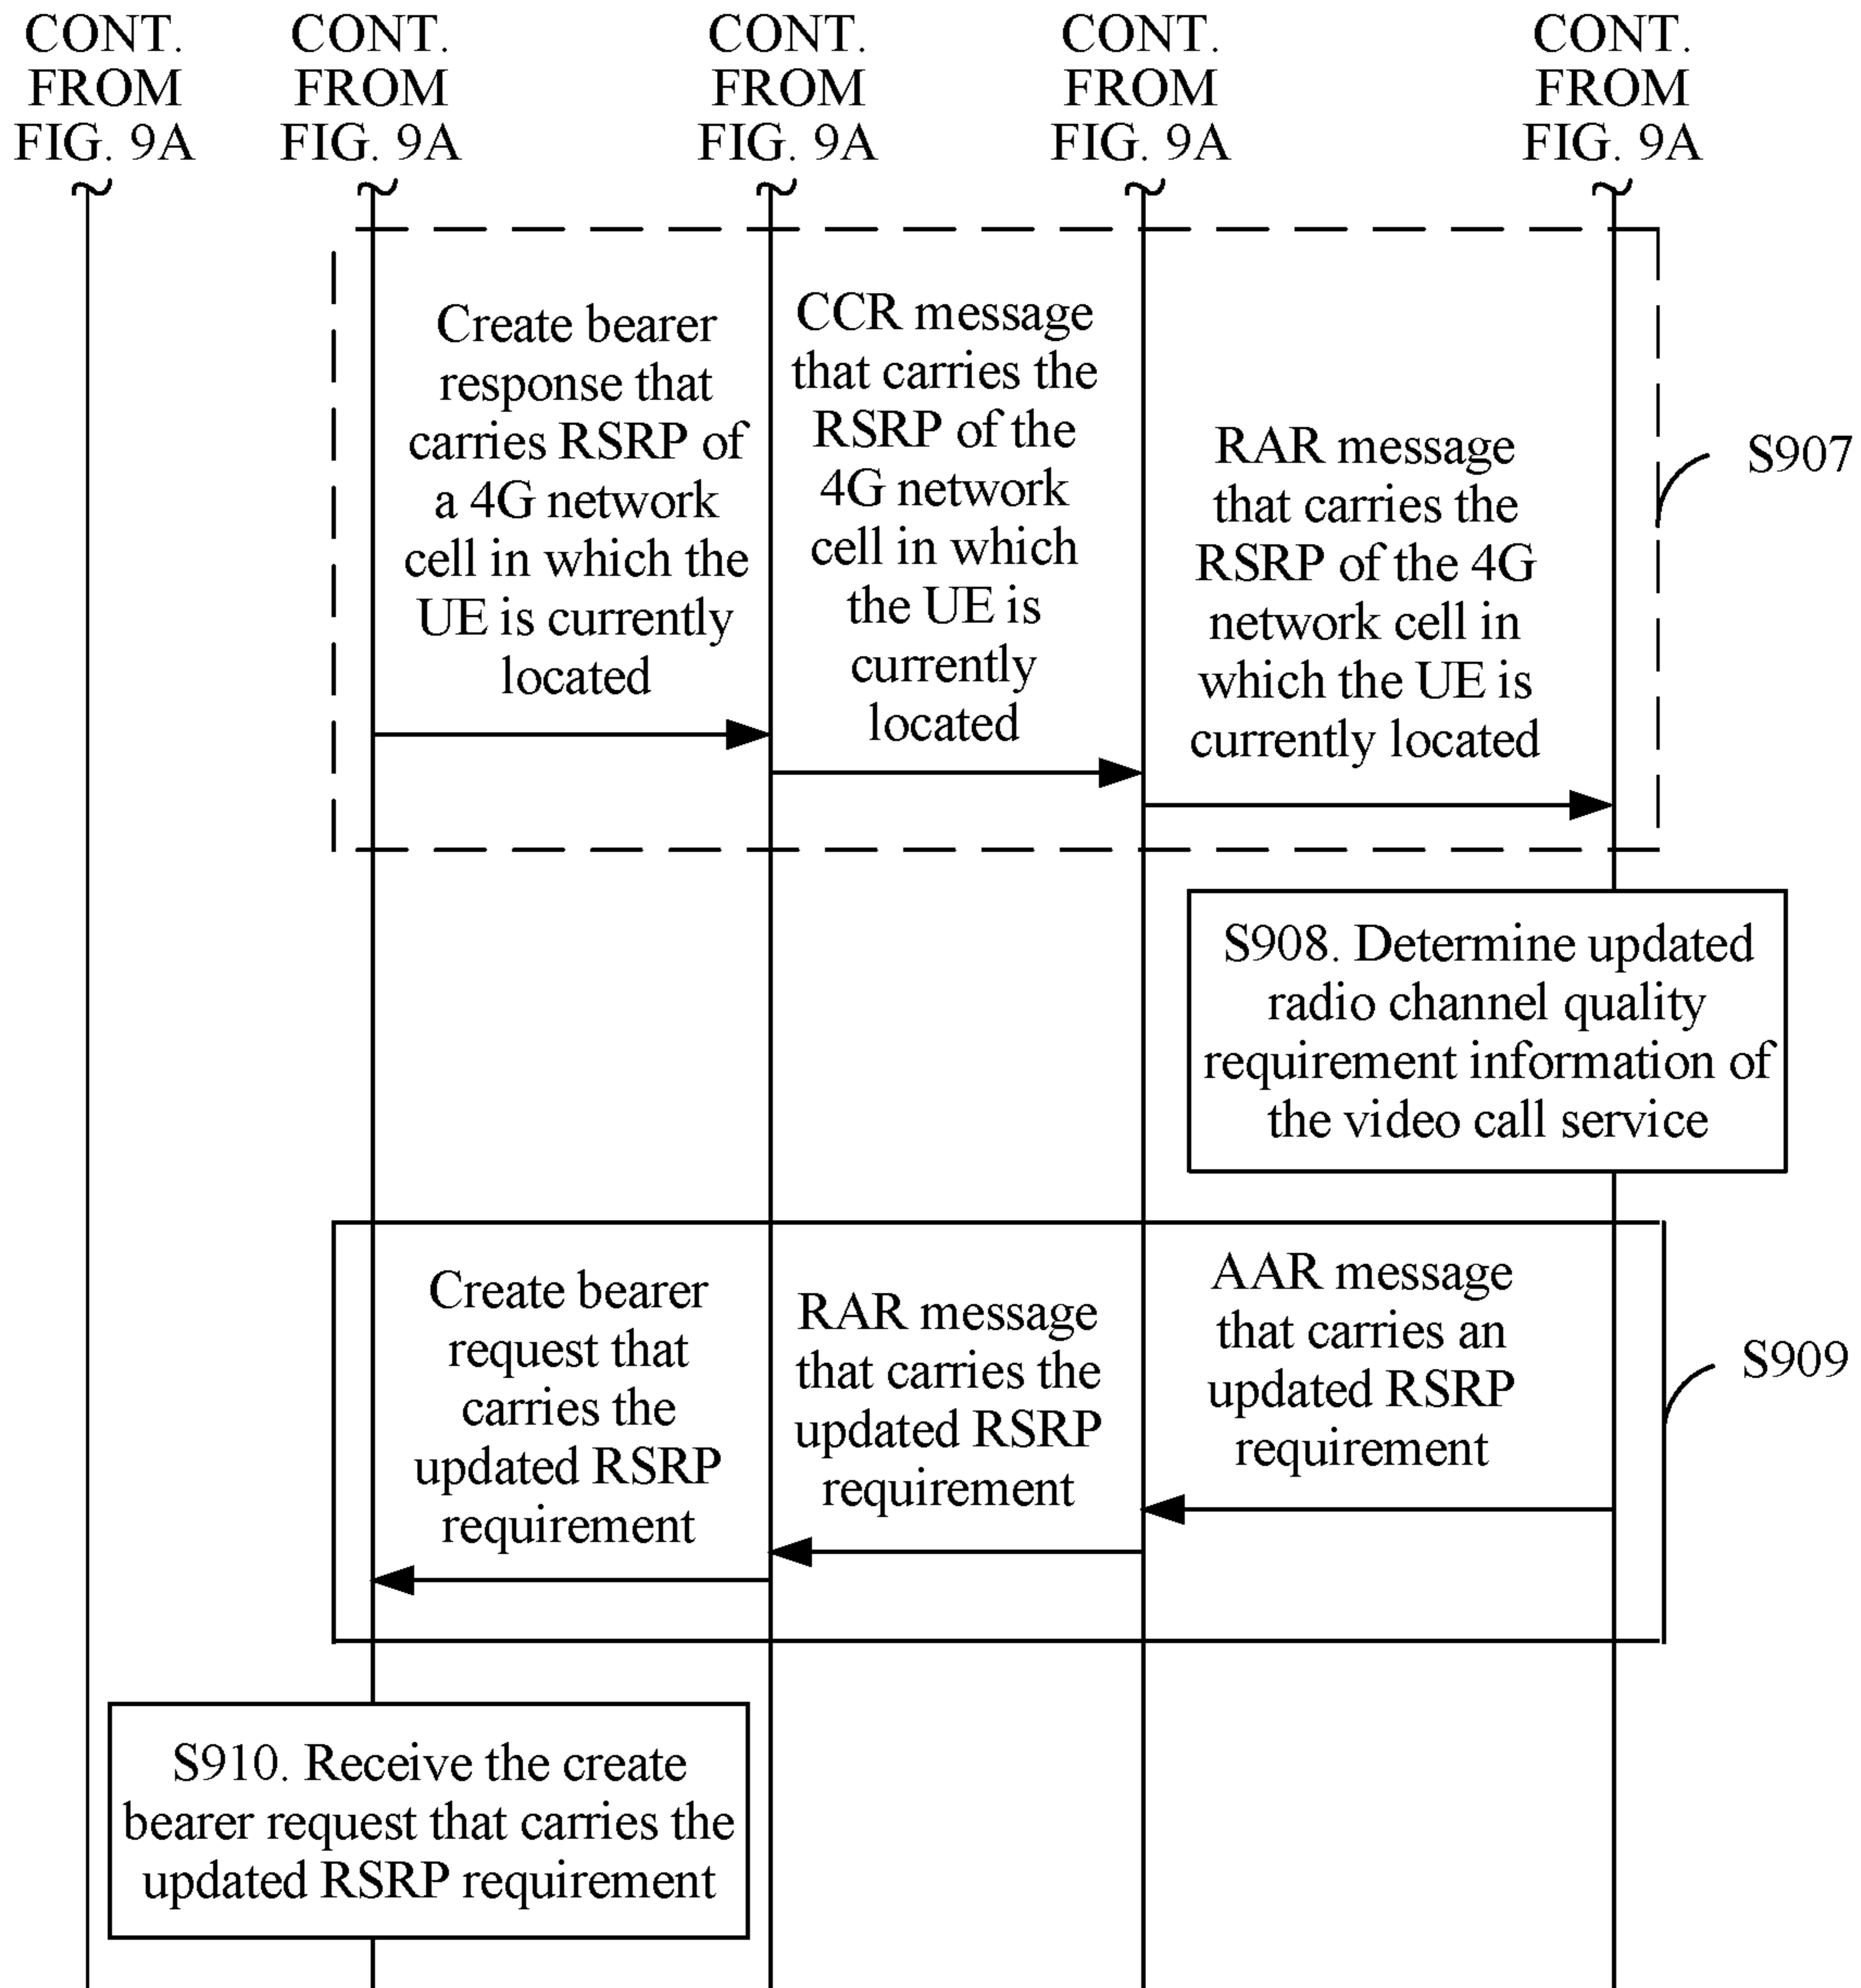 CONT.
FROM
FIG. 9A
CONT.
FROM
FIG. 9A
CONT.
FROM
FIG. 9A
CONT.
FROM
FIG. 9A
CONT.
FROM
FIG. 9A
Create bearer
response that
carries RSRP of
a 4G network
cell in which the
UE is currently
located
CCR message
that carries the
RSRP of the
4G network
cell in which
the UE is
currently
located
RAR message
that carries the
RSRP of the 4G
network cell in
which the UE is
currently located
S907
S908. Determine updated
radio channel quality
requirement information of
the video call service
Create bearer
request that
carries the
updated RSRP
requirement
RAR message
that carries the
updated RSRP
requirement
AAR message
that carries an
updated RSRP
requirement
S909
S910. Receive the create
bearer request that carries the
updated RSRP requirement